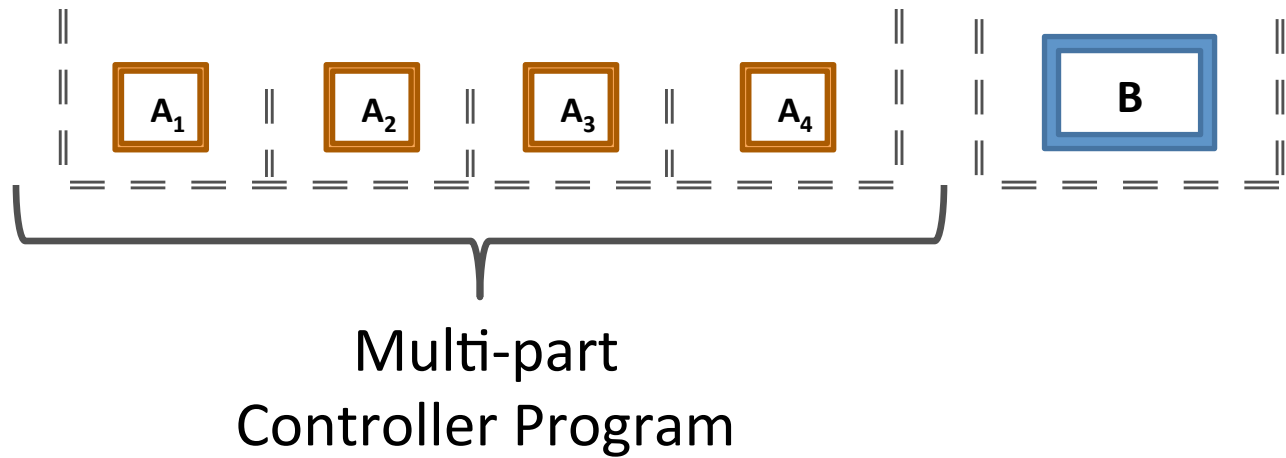 A₁ A₂ A₃ A₄ B
Multi-part
Controller Program